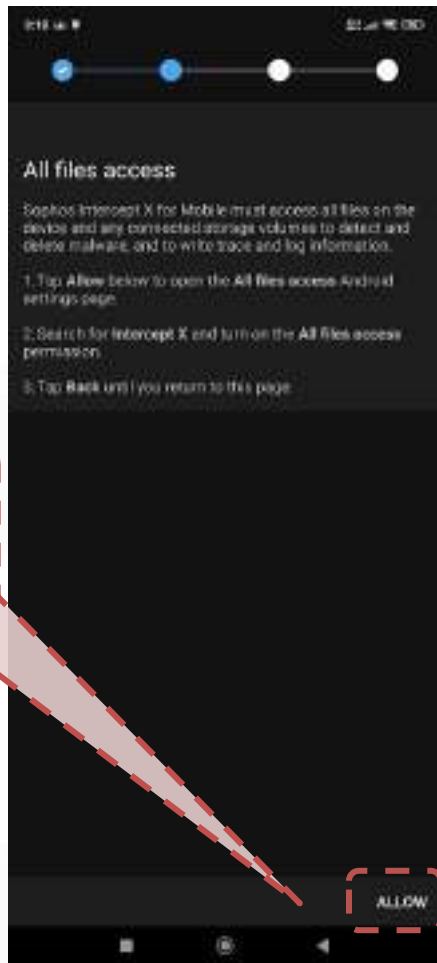 All files access
Sophos Intercept X for Mobile must access all files on the
device and any connected storage volumes to detect and
delete malware, and to write trace and log information.
1. Tap Allow below to open the All files access Android
settings page.
2. Search for Intercept X and turn on the All files access
permission.
3. Tap Back until you return to this page.
ALLOW